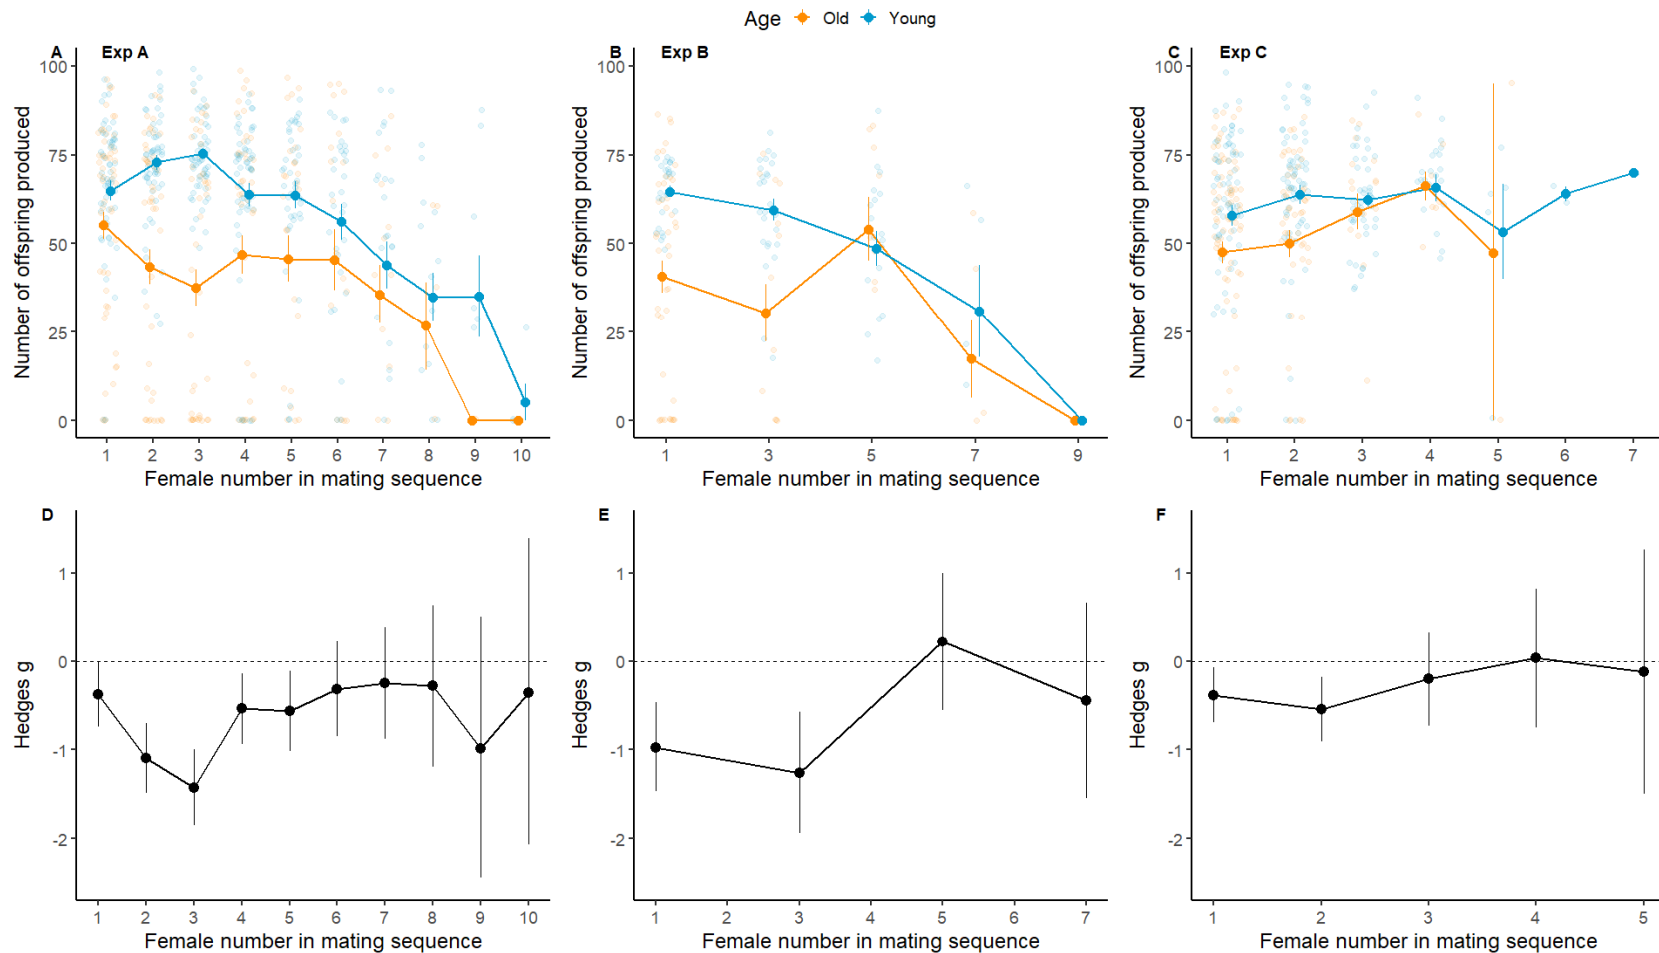 Age Old Young
A Exp A
B Exp B
C Exp C
Number of offspring produced
100
75
50
25
0
1 2 3 4 5 6 7 8 9 10
Female number in mating sequence
Number of offspring produced
100
75
50
25
0
1 3 5 7 9
Female number in mating sequence
Number of offspring produced
100
75
50
25
0
1 2 3 4 5 6 7
Female number in mating sequence
D
Hedges g
1
0
-1
-2
1 2 3 4 5 6 7 8 9 10
Female number in mating sequence
E
Hedges g
1
0
-1
-2
1 2 3 4 5 6 7
Female number in mating sequence
F
Hedges g
1
0
-1
-2
1 2 3 4 5
Female number in mating sequence